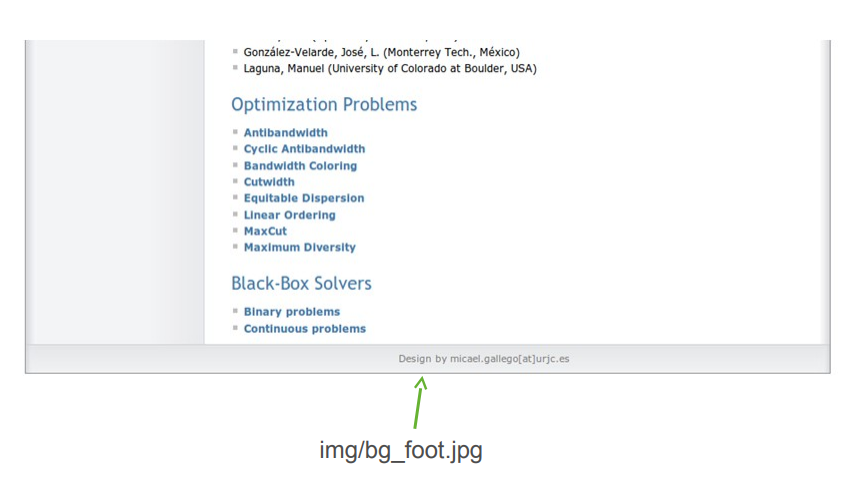 González-Velarde, José, L. (Monterrey Tech., México)
Laguna, Manuel (University of Colorado at Boulder, USA)
Optimization Problems
Antibandwidth
Cyclic Antibandwidth
Bandwidth Coloring
Cutwidth
Equitable Dispersion
Linear Ordering
MaxCut
Maximum Diversity
Black-Box Solvers
Binary problems
Continuous problems
Design by micael.gallego[at]urjc.es
img/bg_foot.jpg